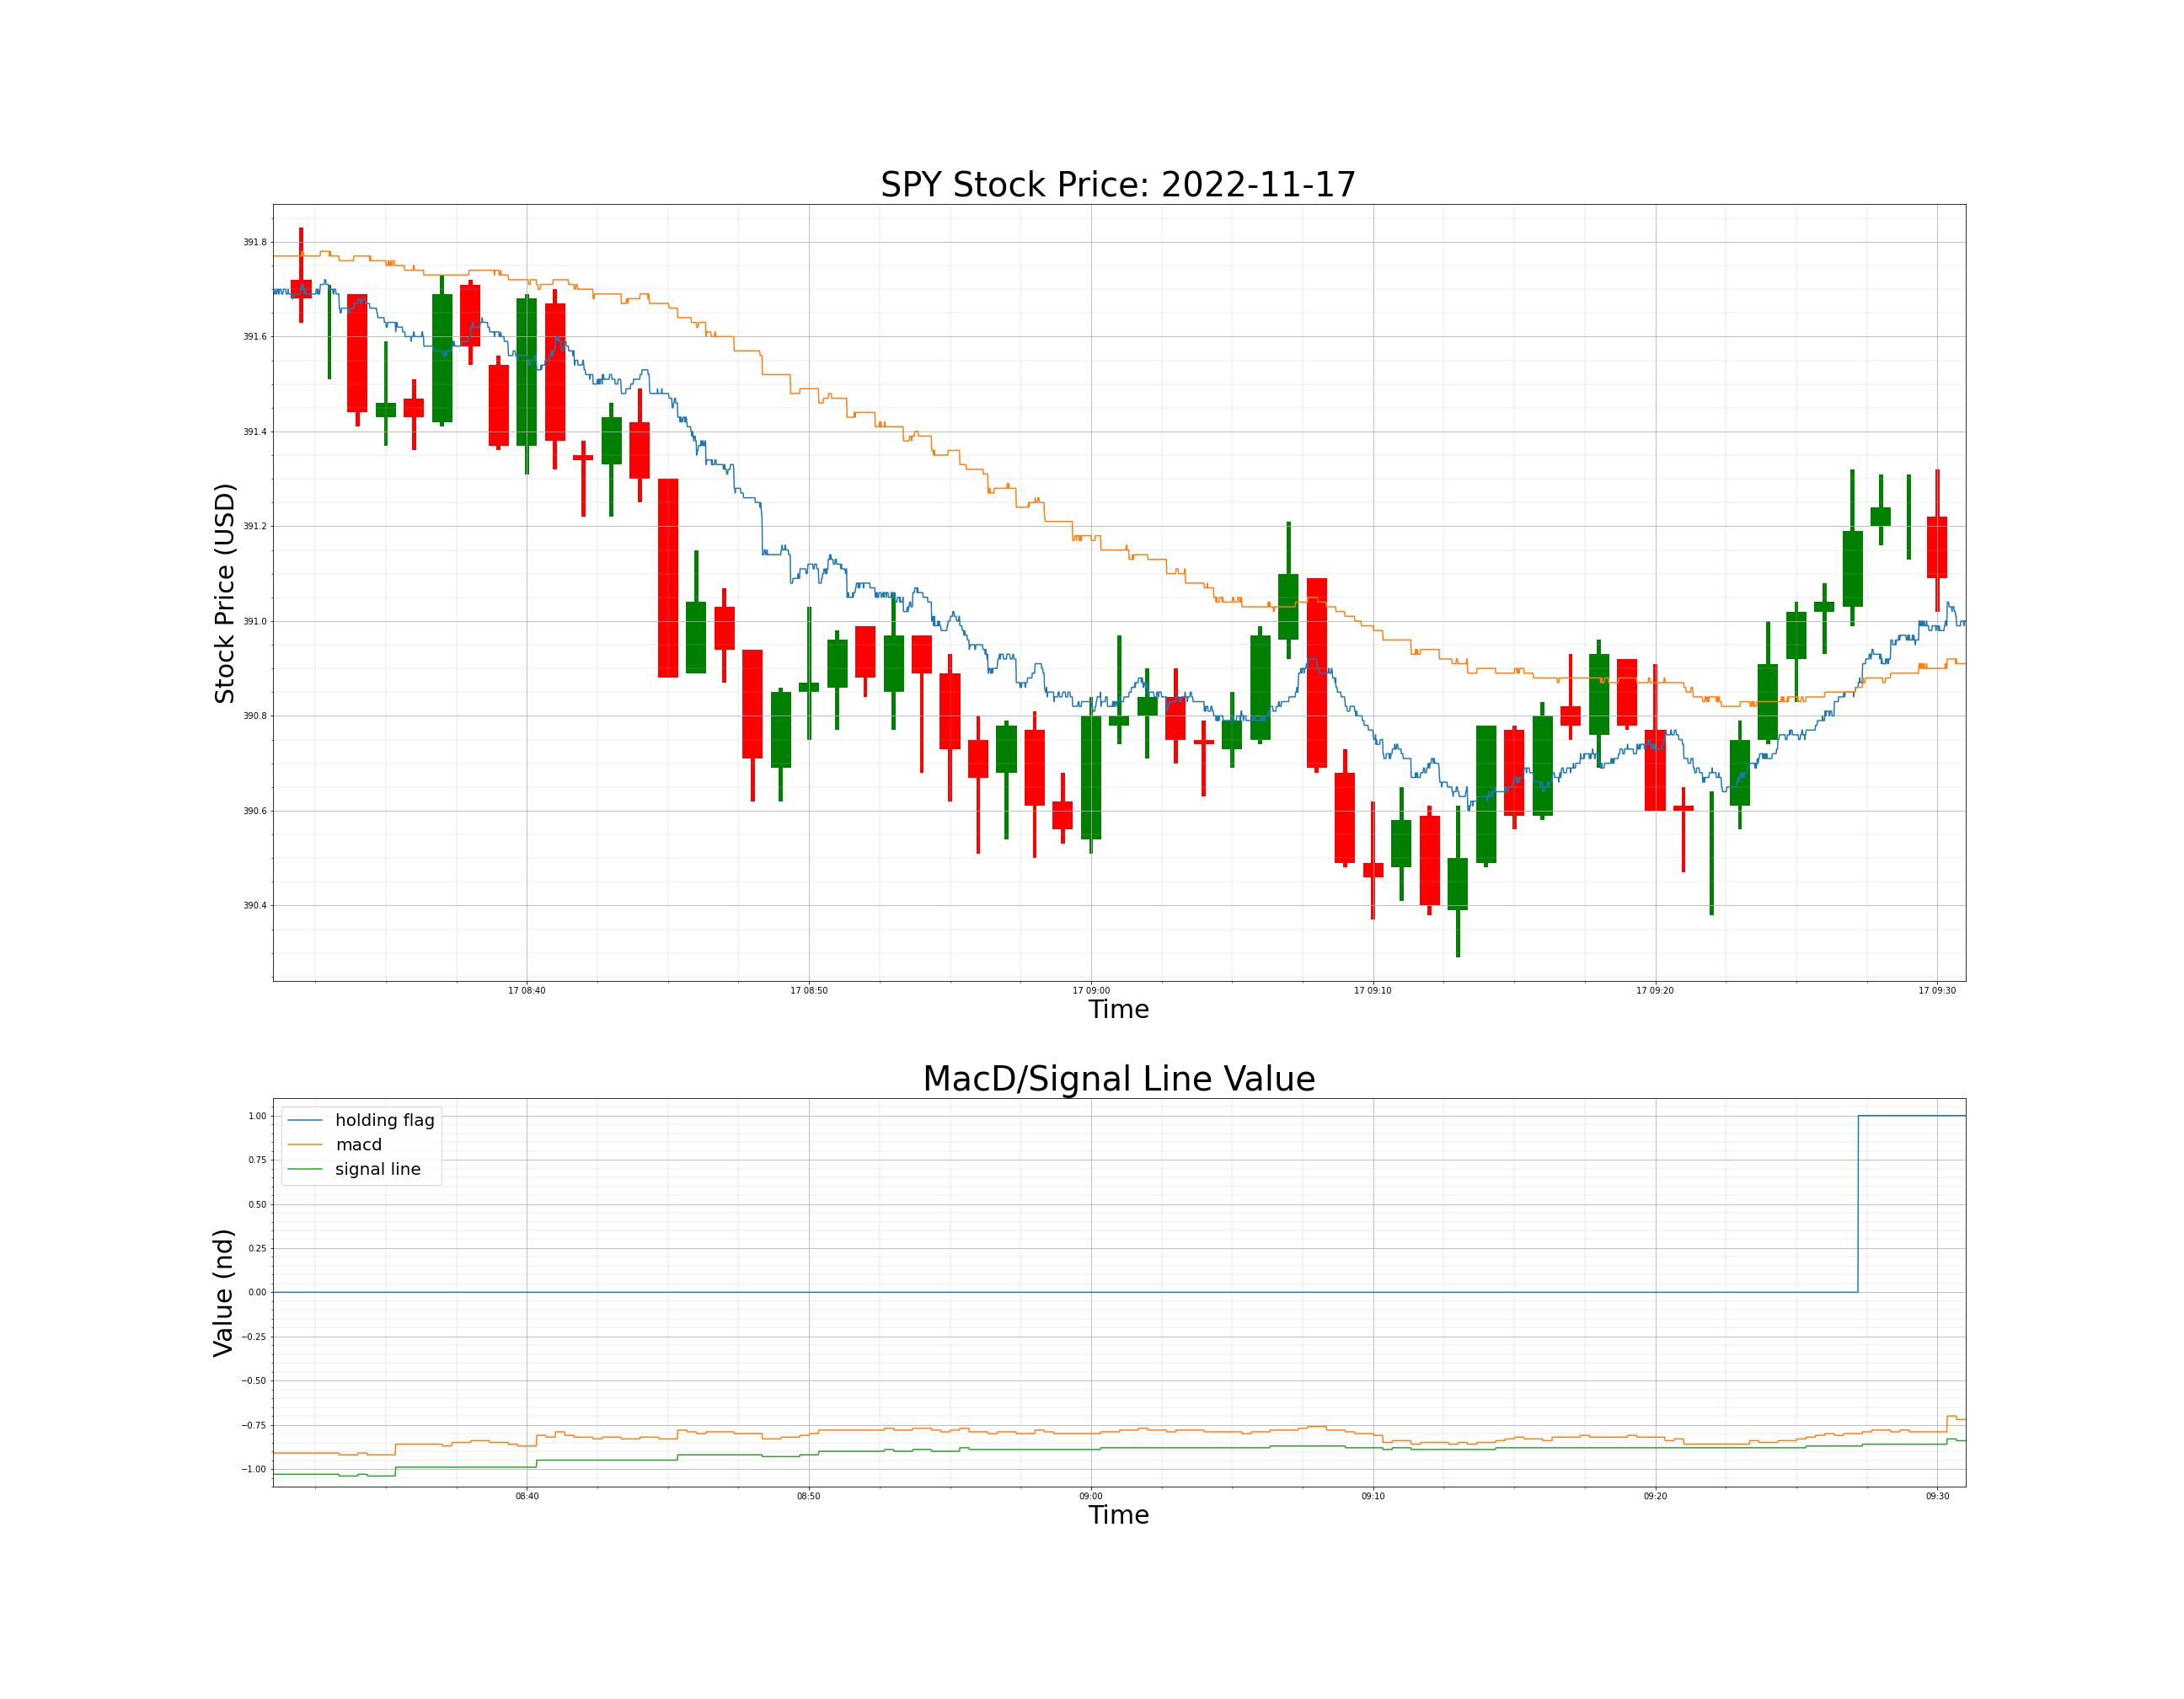 SPY Stock Price: 2022-11-17
391.8
391.6
391.4
391.2
391.0
390.8
390.6
390.4
Stock Price (USD)
17 08:40 17 08:50 17 09:00 17 09:10 17 09:20 17 09:30
Time
MacD/Signal Line Value
holding flag
macd
signal line
1.00
0.75
0.50
0.25
0.00
−0.25
−0.50
−0.75
−1.00
Value (nd)
08:40 08:50 09:00 09:10 09:20 09:30
Time